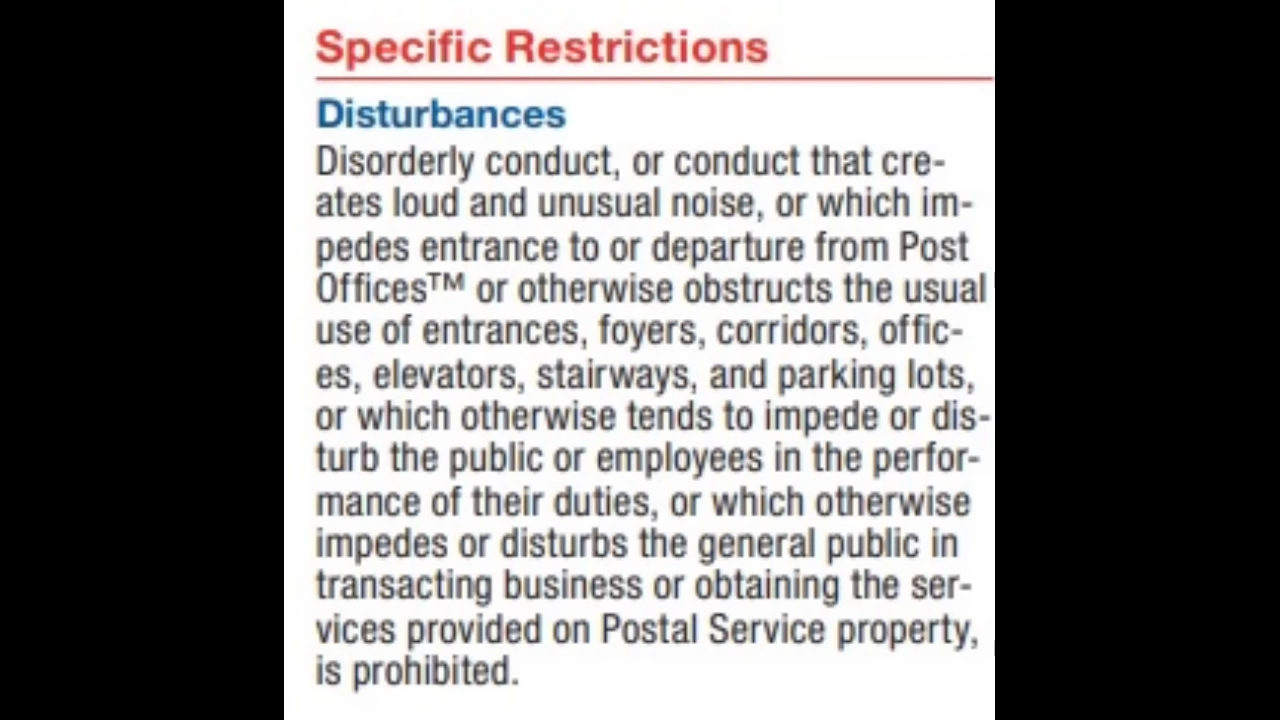 Specific Restrictions
Disturbances
Disorderly conduct, or conduct that cre-
ates loud and unusual noise, or which im-
pedes entrance to or departure from Post
Offices™ or otherwise obstructs the usual
use of entrances, foyers, corridors, offic-
es, elevators, stairways, and parking lots,
or which otherwise tends to impede or dis-
turb the public or employees in the perfor-
mance of their duties, or which otherwise
impedes or disturbs the general public in
transacting business or obtaining the ser-
vices provided on Postal Service property,
is prohibited.